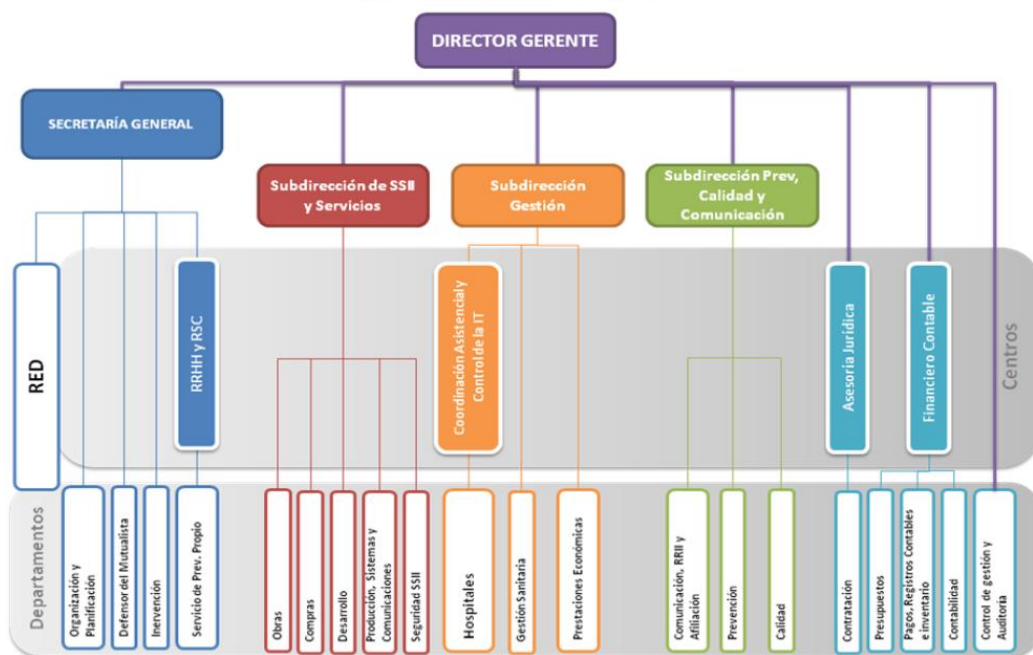 DIRECTOR GERENTE
SECRETARÍA GENERAL
Subdirección de SSII
y Servicios
Subdirección
Gestión
Subdirección Prev,
Calidad y
Comunicación
RED
RRHH y RSC
Coordinación Asistencial y
Control de la IT
Asesoría Jurídica
Financiero Contable
Centros
Departamentos
Organización y
Planificación
Defensor del Mutualista
Inervención
Servicio de Prev. Propio
Obras
Compras
Desarrollo
Producción, Sistemas y
Comunicaciones
Seguridad SSII
Hospitales
Gestión Sanitaria
Prestaciones Económicas
Comunicación, RRII y
Afiliación
Prevención
Calidad
Contratación
Presupuestos
Pagos, Registros Contables
e inventario
Contabilidad
Control de gestión y
Auditoria